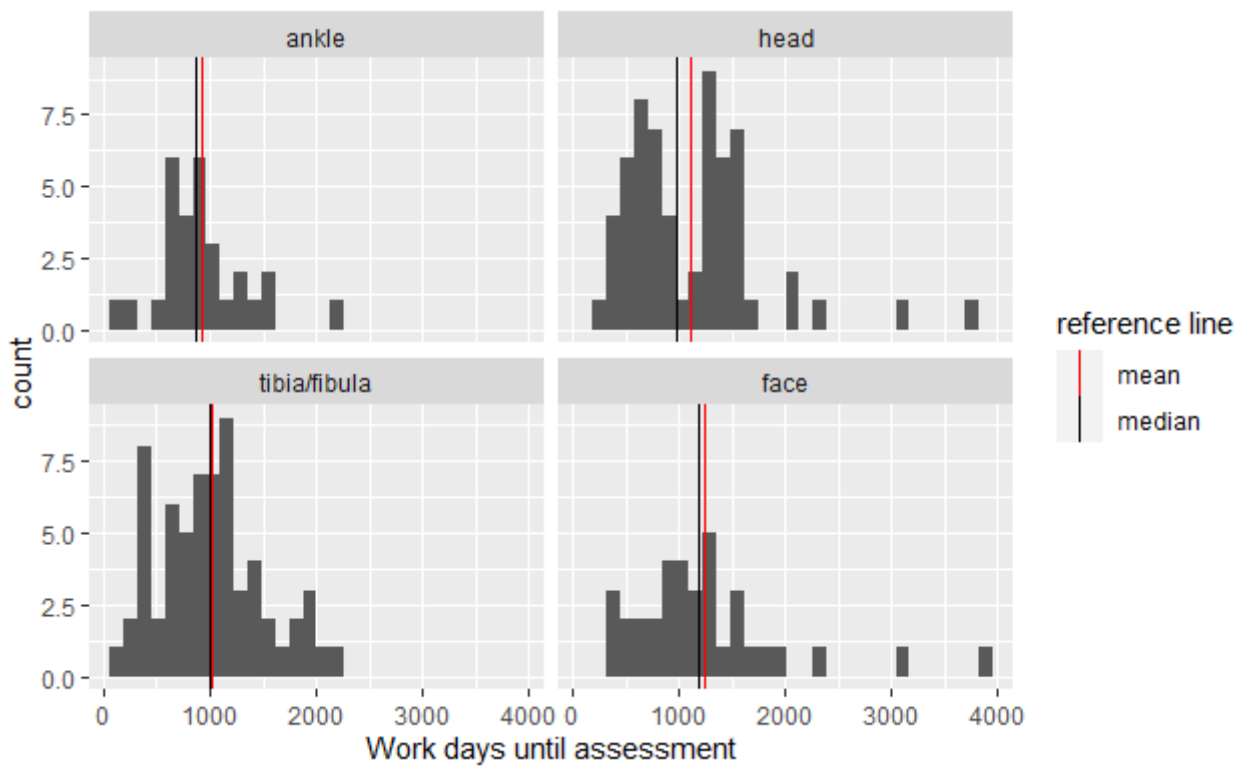 ankle
head
7.5
5.0
2.5
0.0
tibia/fibula
face
7.5
5.0
2.5
0.0
0 1000 2000 3000 4000 0 1000 2000 3000 4000
Work days until assessment
count
reference line
mean
median